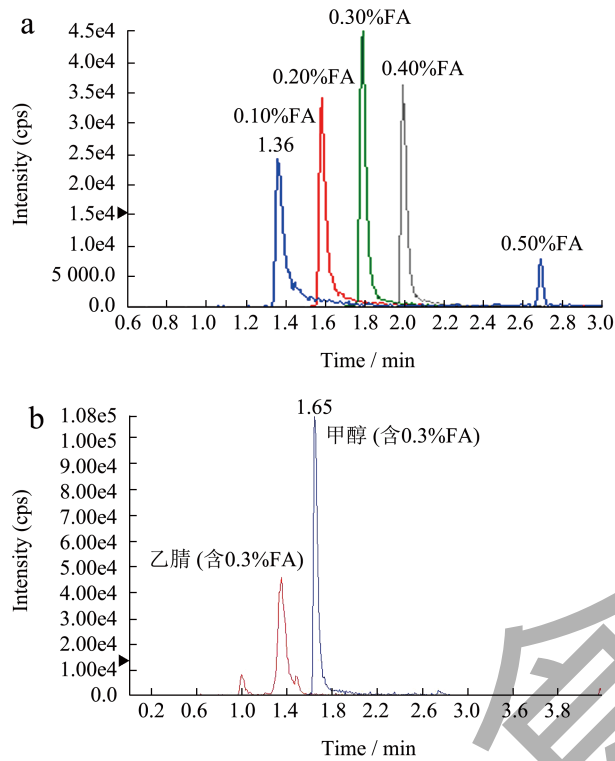 a
0.30%FA
4.5e4
4.0e4
0.20%FA
0.40%FA
3.5e4
0.10%FA
3.0e4
1.36
2.5e4
2.0e4
1.5e4
1.0e4
0.50%FA
5 000.0
0.0
Intensity (cps)
0.6 0.8 1.0 1.2 1.4 1.6 1.8 2.0 2.2 2.4 2.6 2.8 3.0
Time / min
b
1.65
1.08e5
甲醇 (含0.3%FA)
1.00e5
9.00e4
8.00e4
7.00e4
6.00e4
乙腈 (含0.3%FA)
5.00e4
4.00e4
3.00e4
2.00e4
1.00e4
0.0
Intensity (cps)
0.2 0.6 1.0 1.4 1.8 2.2 2.6 3.0 3.4 3.8
Time / min